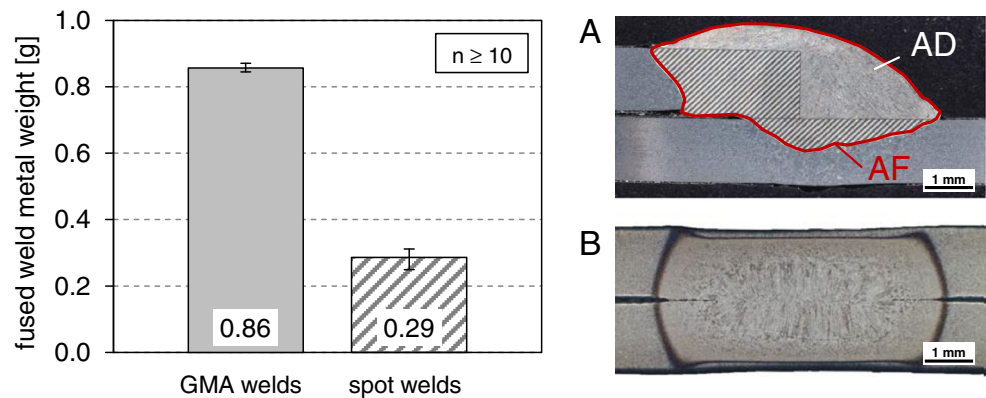 fused weld metal weight [g]
1.0
0.8
0.6
0.4
0.2
0.0
n ≥ 10
0.86
0.29
GMA welds
spot welds
A
AD
AF
1 mm
B
1 mm